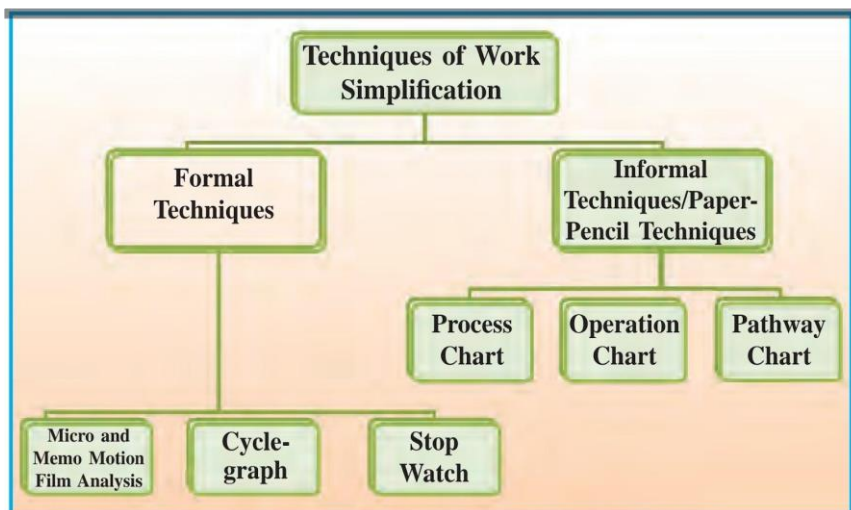 Techniques of Work
Simplification
Formal
Techniques
Informal
Techniques/Paper-
Pencil Techniques
Process
Chart
Operation
Chart
Pathway
Chart
Micro and
Memo Motion
Film Analysis
Cycle-
graph
Stop
Watch